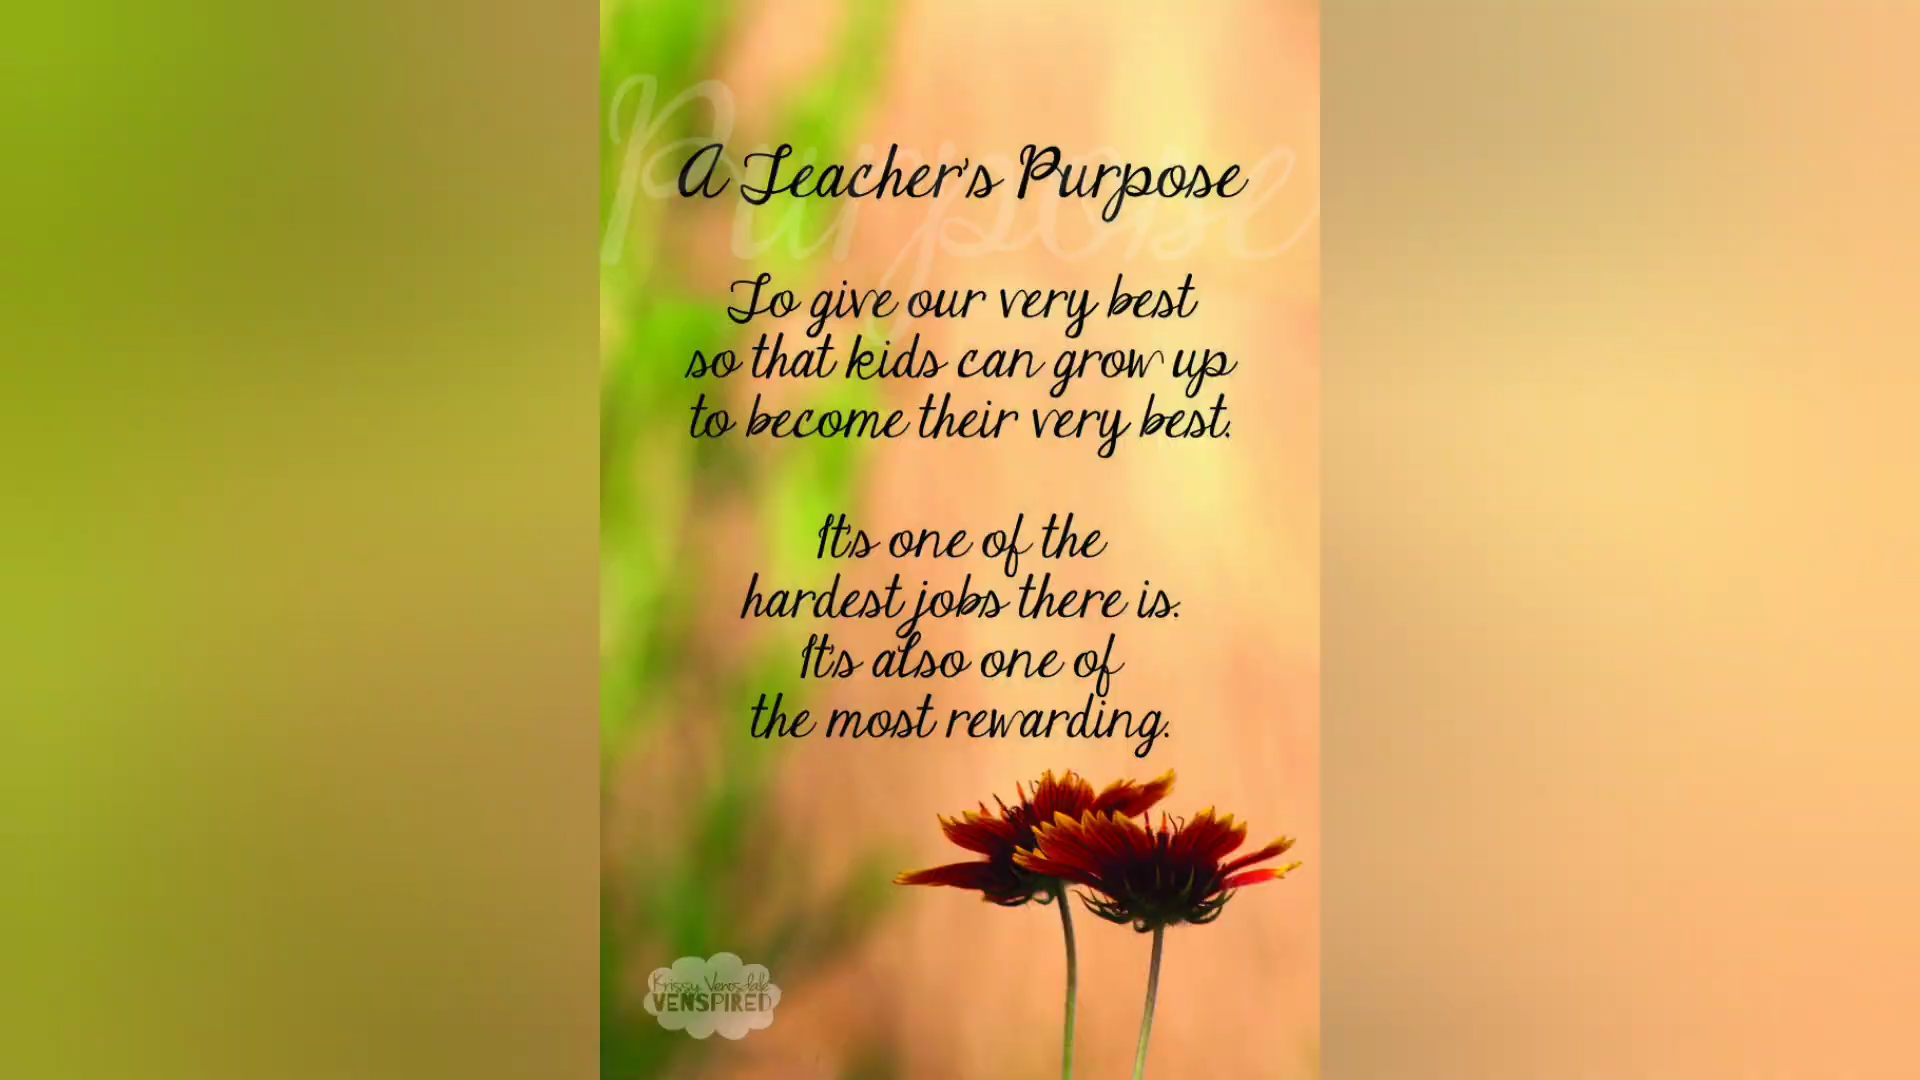 Purpose
A Teacher's Purpose
To give our very best
so that kids can grow up
to become their very best.
It's one of the
hardest jobs there is.
It's also one of
the most rewarding.
Krissy Venosdale
VENSPIRED